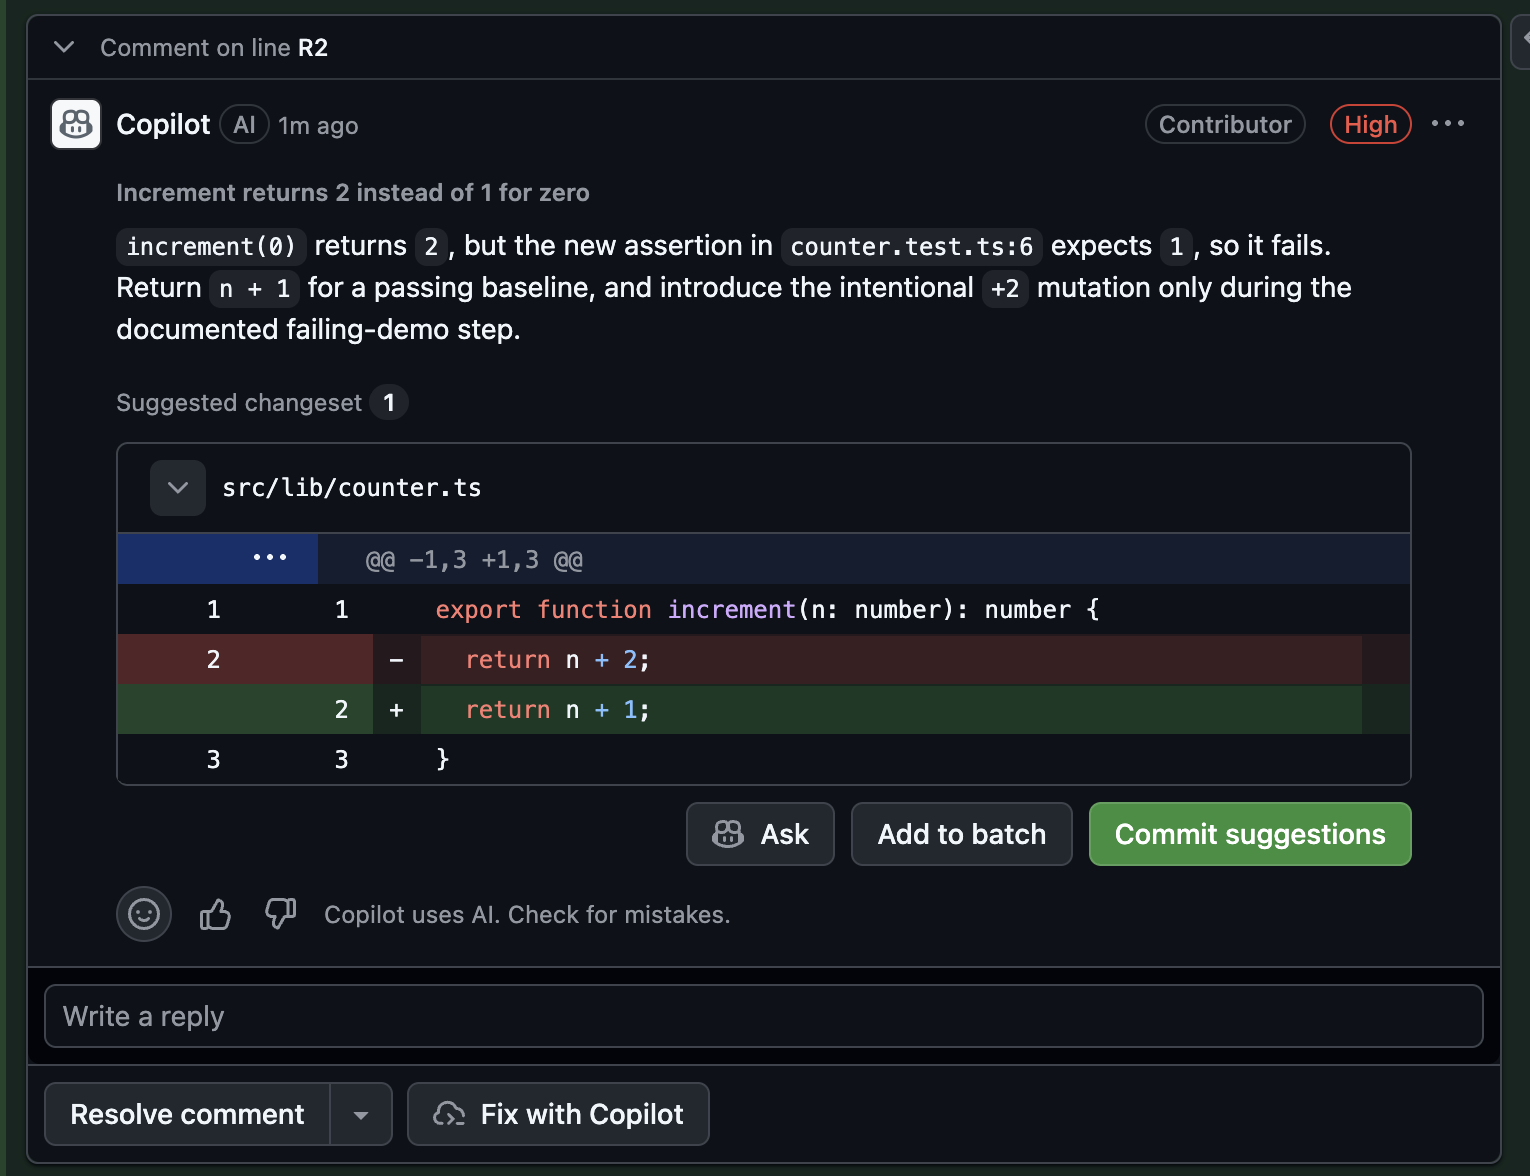 Comment on line R2
Copilot AI 1m ago Contributor High
Increment returns 2 instead of 1 for zero
increment(0) returns 2, but the new assertion in counter.test.ts:6 expects 1, so it fails.
Return n + 1 for a passing baseline, and introduce the intentional +2 mutation only during the
documented failing-demo step.
Suggested changeset 1
src/lib/counter.ts
... @@ -1,3 +1,3 @@
1 1 export function increment(n: number): number {
2 - return n + 2;
2 + return n + 1;
3 3 }
Ask Add to batch Commit suggestions
Copilot uses AI. Check for mistakes.
Write a reply
Resolve comment Fix with Copilot